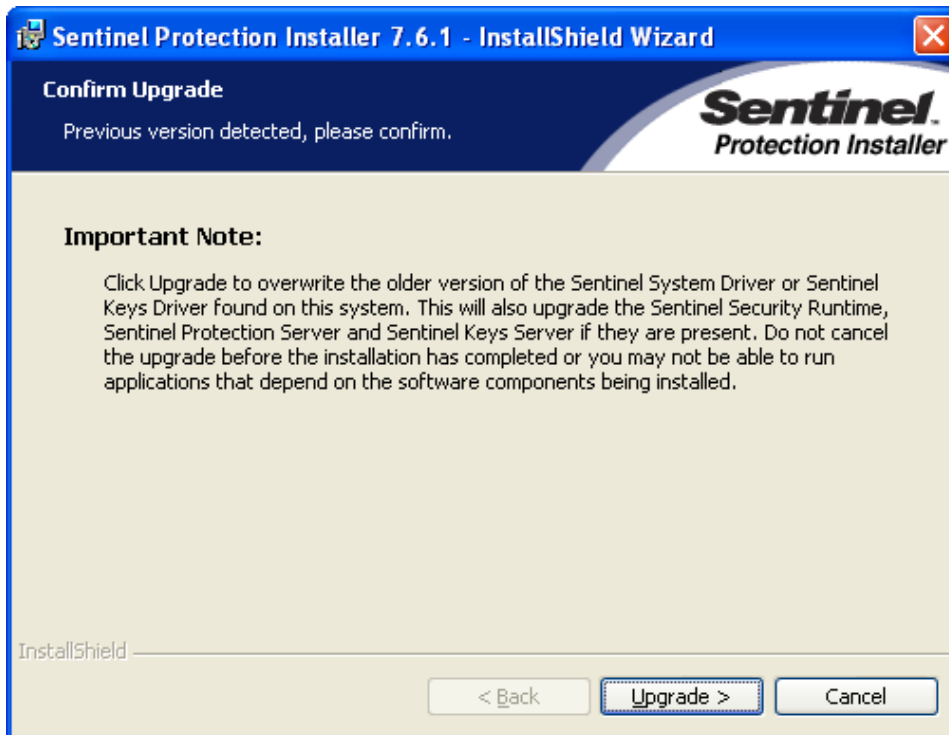 Sentinel Protection Installer 7.6.1 - InstallShield Wizard
Confirm Upgrade
Previous version detected, please confirm.
Sentinel.
Protection Installer
Important Note:
Click Upgrade to overwrite the older version of the Sentinel System Driver or Sentinel
Keys Driver found on this system. This will also upgrade the Sentinel Security Runtime,
Sentinel Protection Server and Sentinel Keys Server if they are present. Do not cancel
the upgrade before the installation has completed or you may not be able to run
applications that depend on the software components being installed.
InstallShield
< Back
Upgrade >
Cancel